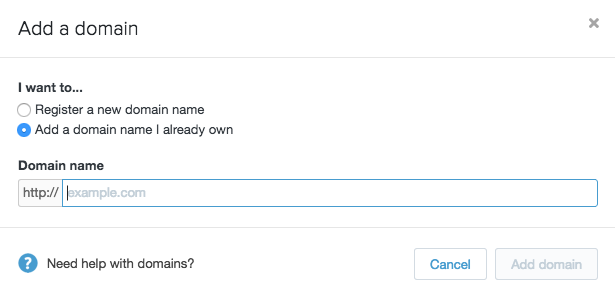 Add a domain
×
I want to...
Register a new domain name
Add a domain name I already own
Domain name
http:// example.com
? Need help with domains?
Cancel
Add domain